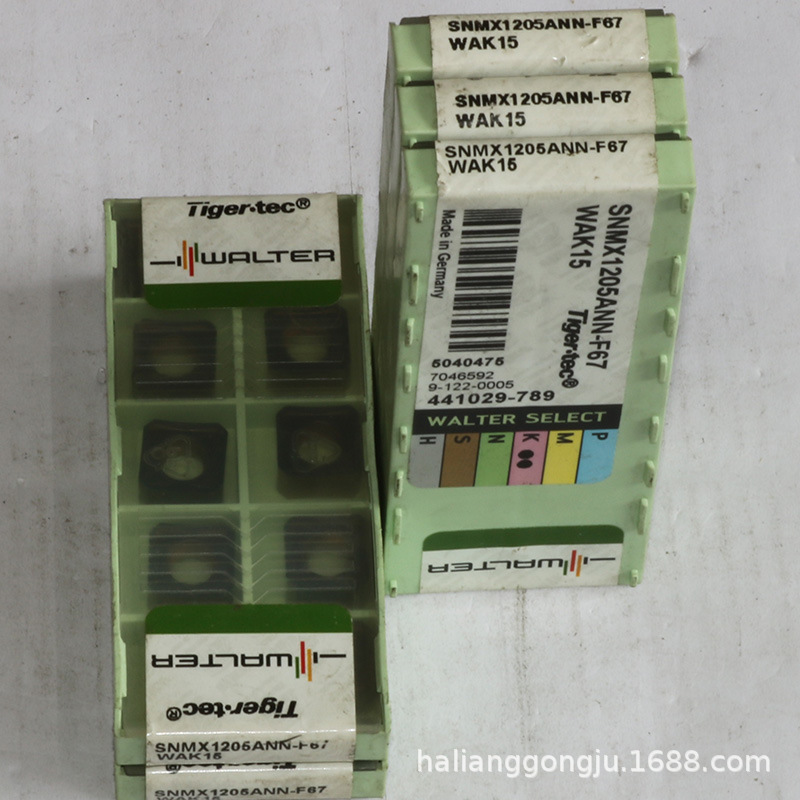 SNMX1205ANN-F67
WAK15
SNMX1205ANN-F67
WAK15
SNMX1205ANN-F67
WAK15
SNMX1205ANN-F67
WAK15
Tiger·tec®
Made in Germany
5040475
7046592
9-122-0005
441029-789
WALTER SELECT
H S N K M P
WALTER
Tiger·tec®
WALTER
WALTER
Tiger·tec®
SNMX1205ANN-F67
WAK15
SNMX1205ANN-F67
WAK15
halianggongju.1688.com